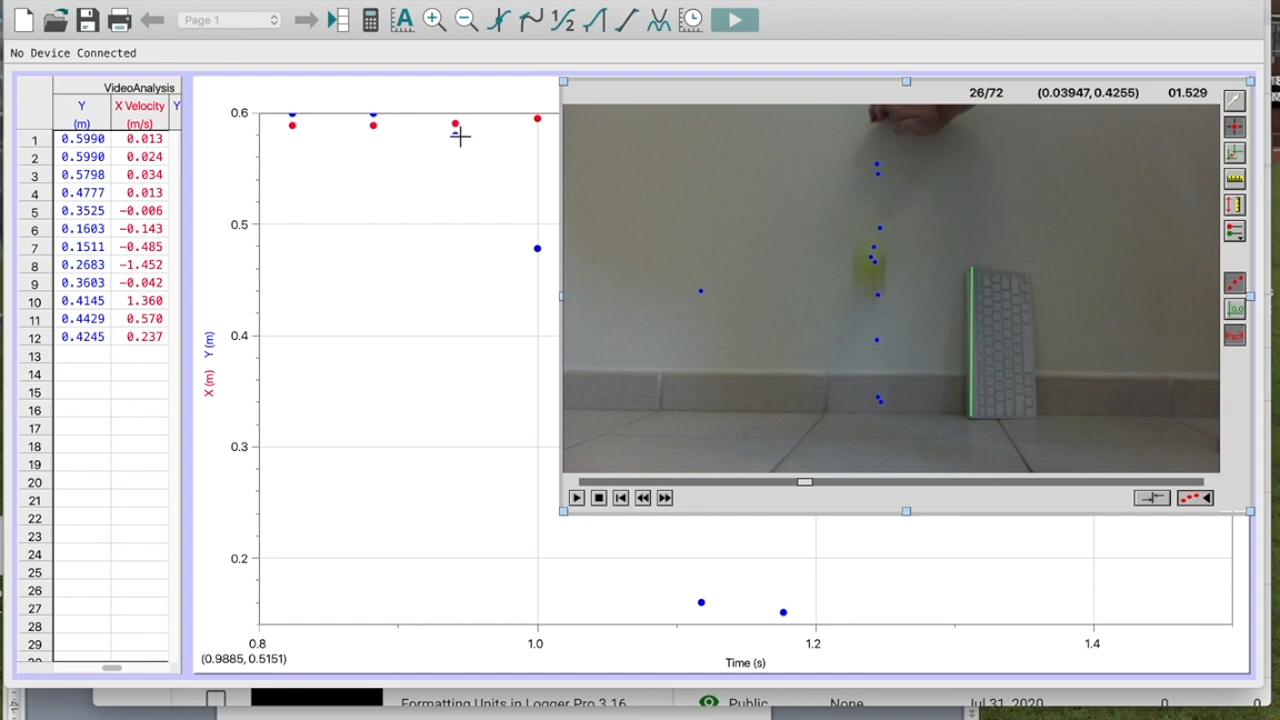 Page 1
No Device Connected
VideoAnalysis
Y X Velocity Y
(m) (m/s)
1 0.5990 0.013
2 0.5990 0.024
3 0.5798 0.034
4 0.4777 0.013
5 0.3525 -0.006
6 0.1603 -0.143
7 0.1511 -0.485
8 0.2683 -1.452
9 0.3603 -0.042
10 0.4145 1.360
11 0.4429 0.570
12 0.4245 0.237
13
14
15
16
17
18
19
20
21
22
23
24
25
26
27
28
29
26/72 (0.03947, 0.4255) 01.529
0.6
0.5
0.4
0.3
0.2
X (m) Y (m)
0.8 1.0 1.2 1.4
(0.9885, 0.5151)
Time (s)
Formatting Units in Logger Pro 3.16 Public None Jul 31, 2020 0 0